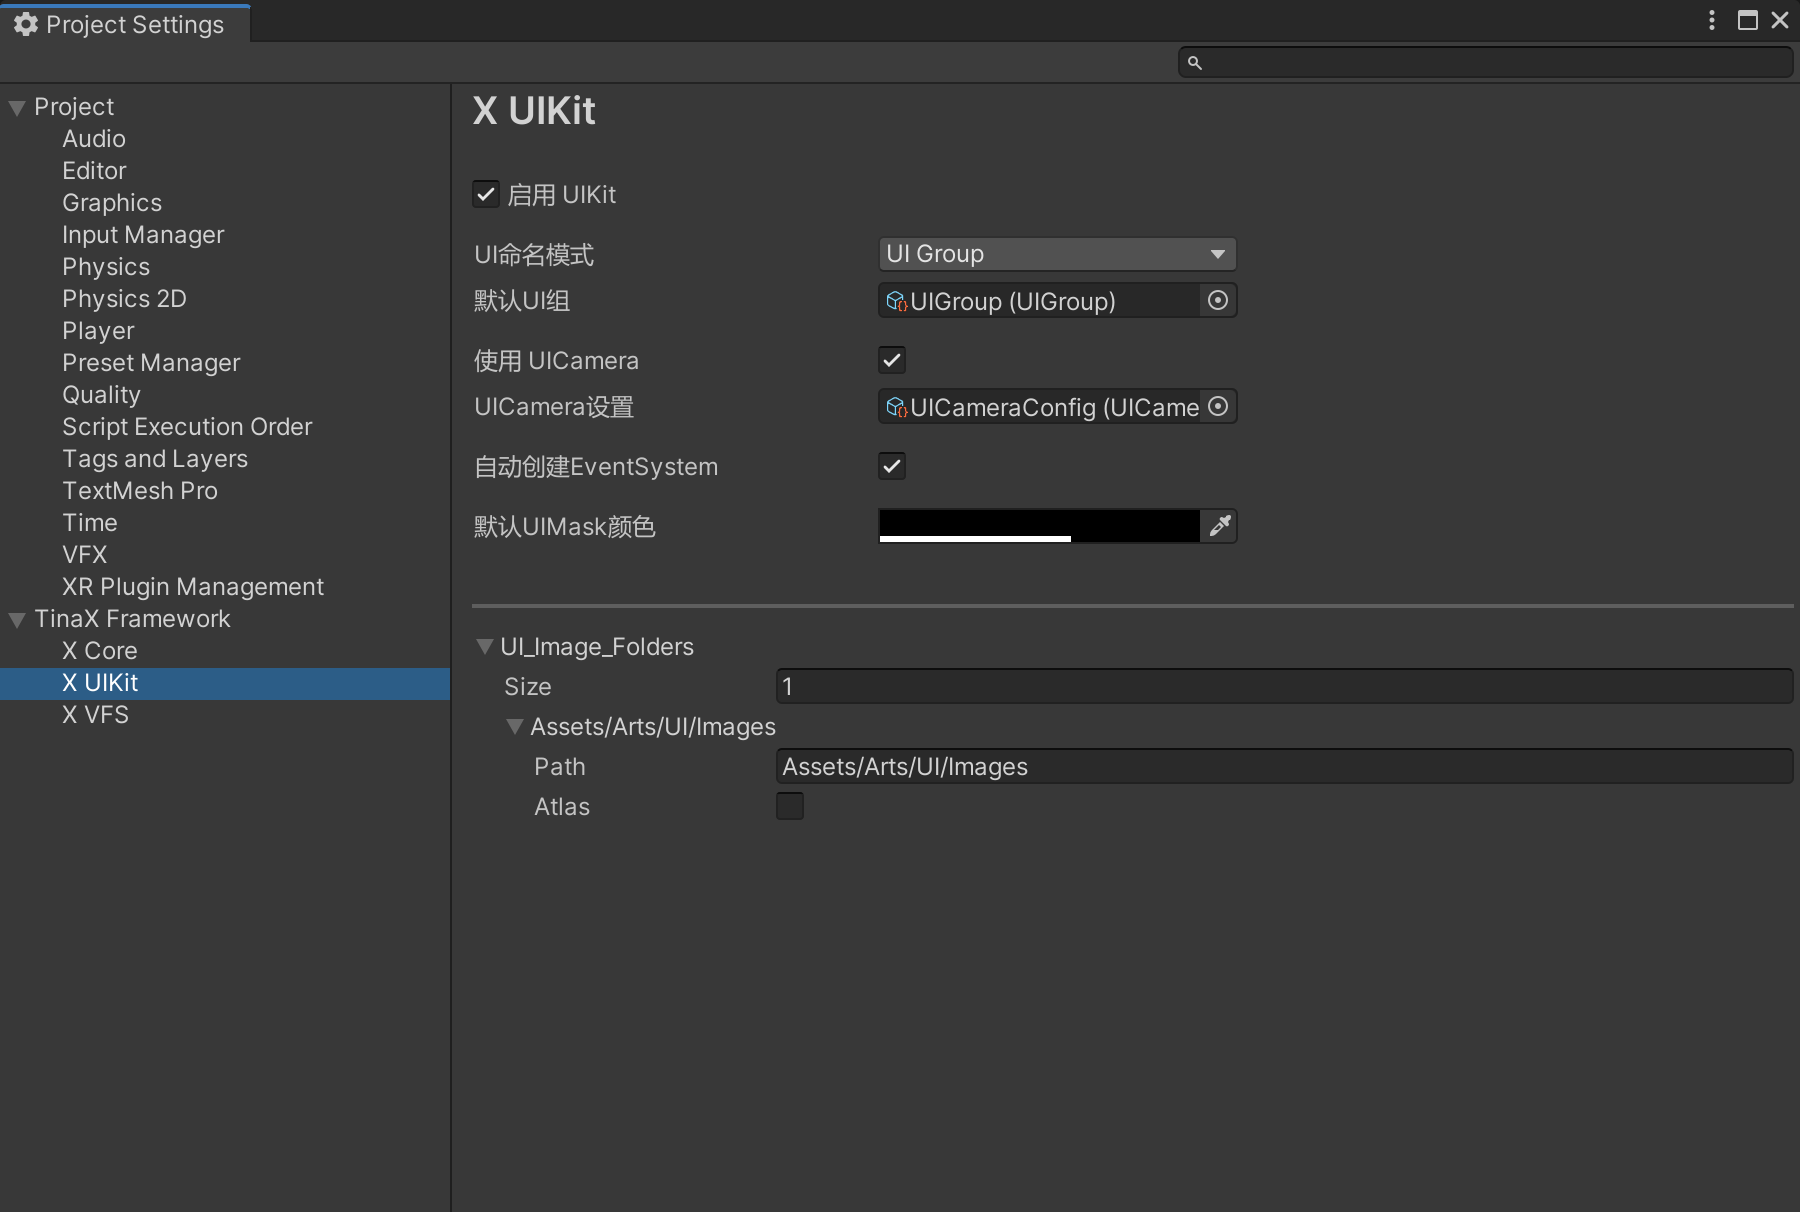 Project Settings
Project
Audio
Editor
Graphics
Input Manager
Physics
Physics 2D
Player
Preset Manager
Quality
Script Execution Order
Tags and Layers
TextMesh Pro
Time
VFX
XR Plugin Management
TinaX Framework
X Core
X UIKit
X VFS
X UIKit
启用 UIKit
UI命名模式 UI Group
默认UI组 UIGroup (UIGroup)
使用 UICamera
UICamera设置 UICameraConfig (UICame
自动创建EventSystem
默认UIMask颜色
UI_Image_Folders
Size 1
Assets/Arts/UI/Images
Path Assets/Arts/UI/Images
Atlas